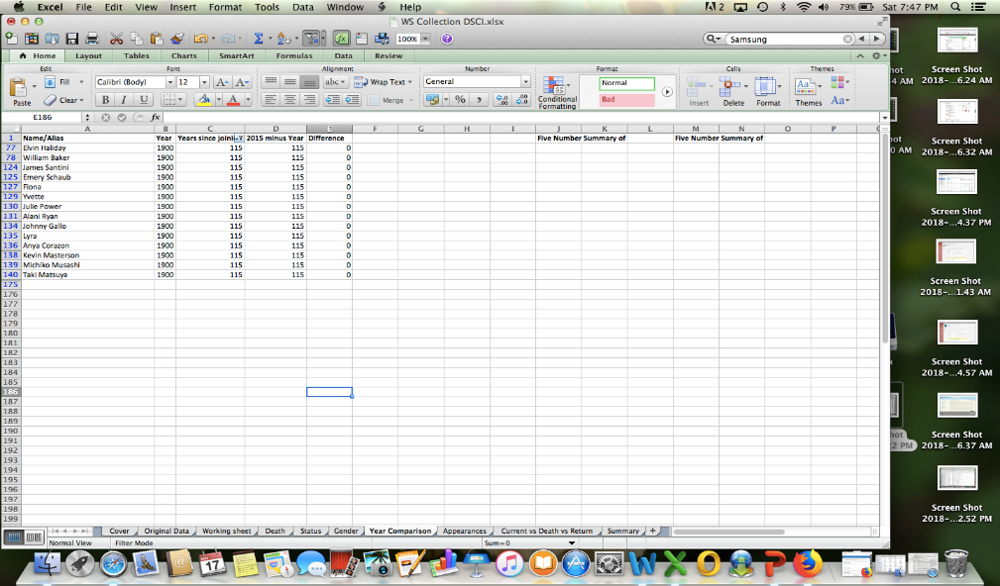 Excel File Edit View Insert Format Tools Data Window Help 2 79% Sat 7:47 PM
WS Collection DSCI.xlsx
100% Samsung
Home Layout Tables Charts SmartArt Formulas Data Review
Edit Font Alignment Number Format Cells Themes
Fill Calibri (Body) 12 A A abc Wrap Text General Normal
Paste Clear B I U A Merge % , Conditional Formatting Bad Insert Delete Format Themes Aa
E186 fx
A B C D E F G H I J K L M N O P
1 Name/Alias Year Years since joini 2015 minus Year Difference Five Number Summary of Five Number Summary of
77 Elvin Haliday 1900 115 115 0
78 William Baker 1900 115 115 0
124 James Santini 1900 115 115 0
125 Emery Schaub 1900 115 115 0
127 Fiona 1900 115 115 0
129 Yvette 1900 115 115 0
130 Julie Power 1900 115 115 0
131 Alani Ryan 1900 115 115 0
134 Johnny Gallo 1900 115 115 0
135 Lyra 1900 115 115 0
136 Anya Corazon 1900 115 115 0
138 Kevin Masterson 1900 115 115 0
139 Michiko Musashi 1900 115 115 0
140 Taki Matsuya 1900 115 115 0
175
176
177
178
179
180
181
182
183
184
185
186
187
188
189
190
191
192
193
194
195
196
197
198
199
Cover Original Data Working sheet Death Status Gender Year Comparison Appearances Current vs Death vs Return Summary +
Normal View Filter Mode Sum=0
Screen Shot
2018-...6.24 AM
Screen Shot
2018-...6.32 AM
Screen Shot
2018-...4.37 PM
Screen Shot
2018-...1.43 AM
Screen Shot
2018-...4.57 AM
Screen Shot
2018-...6.37 AM
Screen Shot
2018-...2.52 PM
17